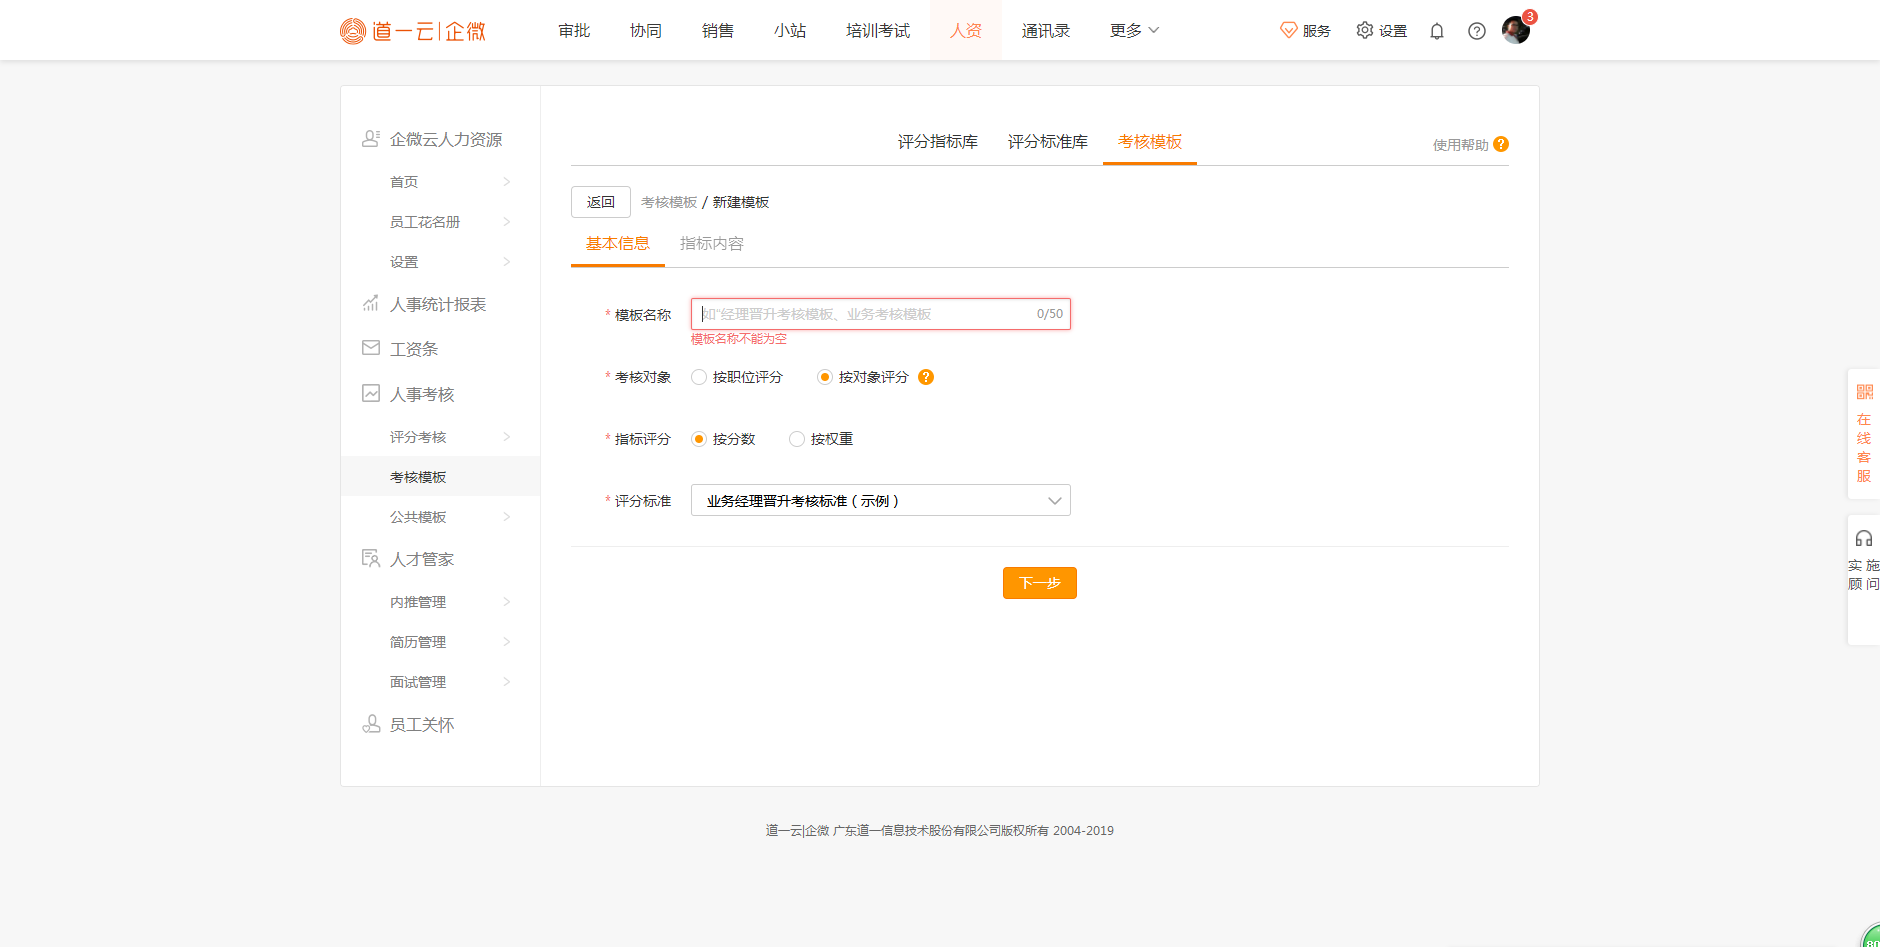 道一云|企微 审批 协同 销售 小站 培训考试 人资 通讯录 更多 服务 设置 3
企微云人力资源
首页
员工花名册
设置
人事统计报表
工资条
人事考核
评分考核
考核模板
公共模板
人才管家
内推管理
简历管理
面试管理
员工关怀
评分指标库 评分标准库 考核模板 使用帮助
返回 考核模板 / 新建模板
基本信息 指标内容
* 模板名称 如“经理晋升考核模板、业务考核模板 0/50
模板名称不能为空
* 考核对象 按职位评分 按对象评分
* 指标评分 按分数 按权重
* 评分标准 业务经理晋升考核标准（示例）
下一步
在
线
客
服
实 施
顾 问
道一云|企微 广东道一信息技术股份有限公司版权所有 2004-2019